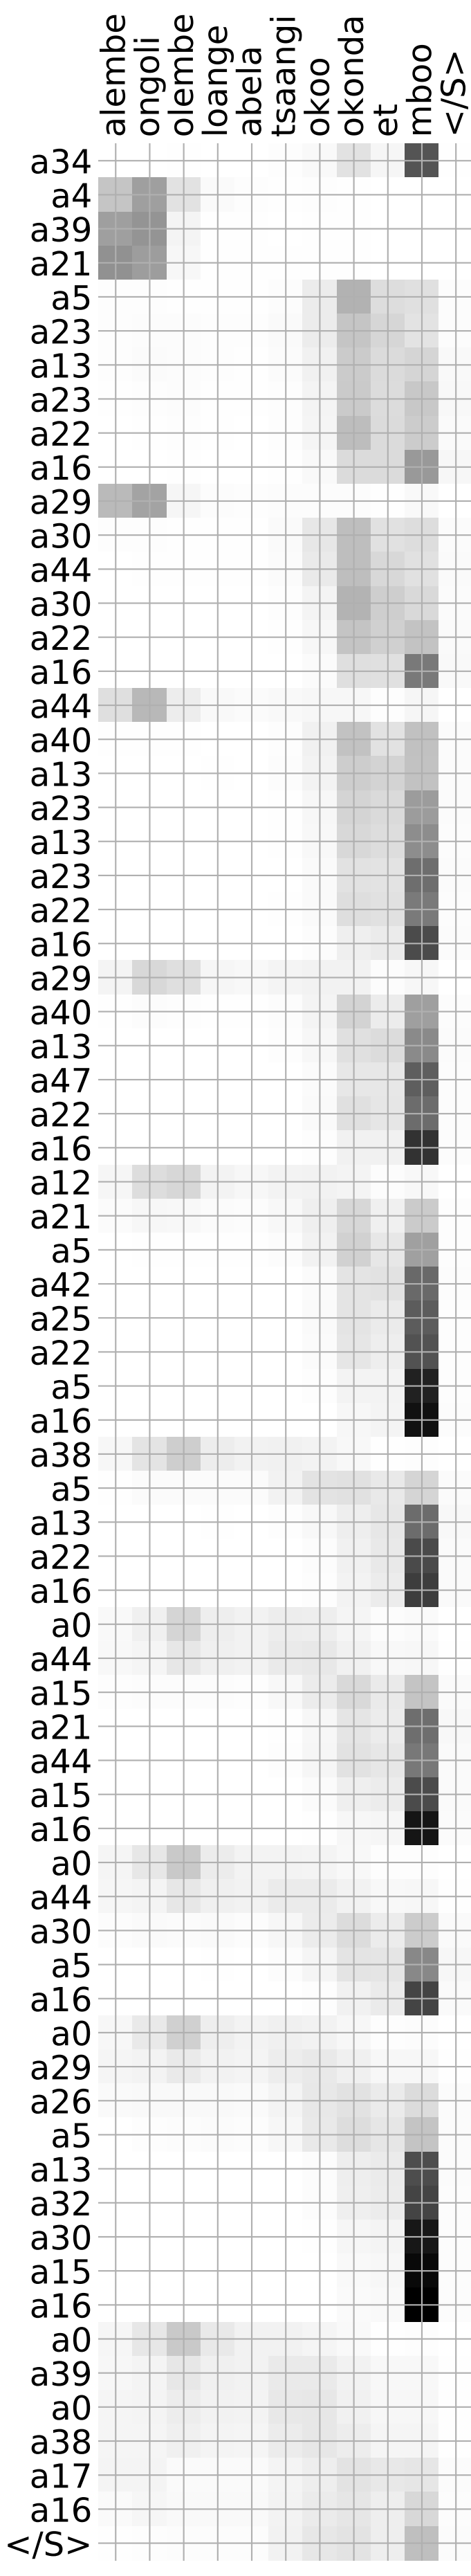 alembe
ongoli
olembe
loange
abela
tsaangi
okoo
okonda
et
mboo
</S>
a34
a4
a39
a21
a5
a23
a13
a23
a22
a16
a29
a30
a44
a30
a22
a16
a44
a40
a13
a23
a13
a23
a22
a16
a29
a40
a13
a47
a22
a16
a12
a21
a5
a42
a25
a22
a5
a16
a38
a5
a13
a22
a16
a0
a44
a15
a21
a44
a15
a16
a0
a44
a30
a5
a16
a0
a29
a26
a5
a13
a32
a30
a15
a16
a0
a39
a0
a38
a17
a16
</S>